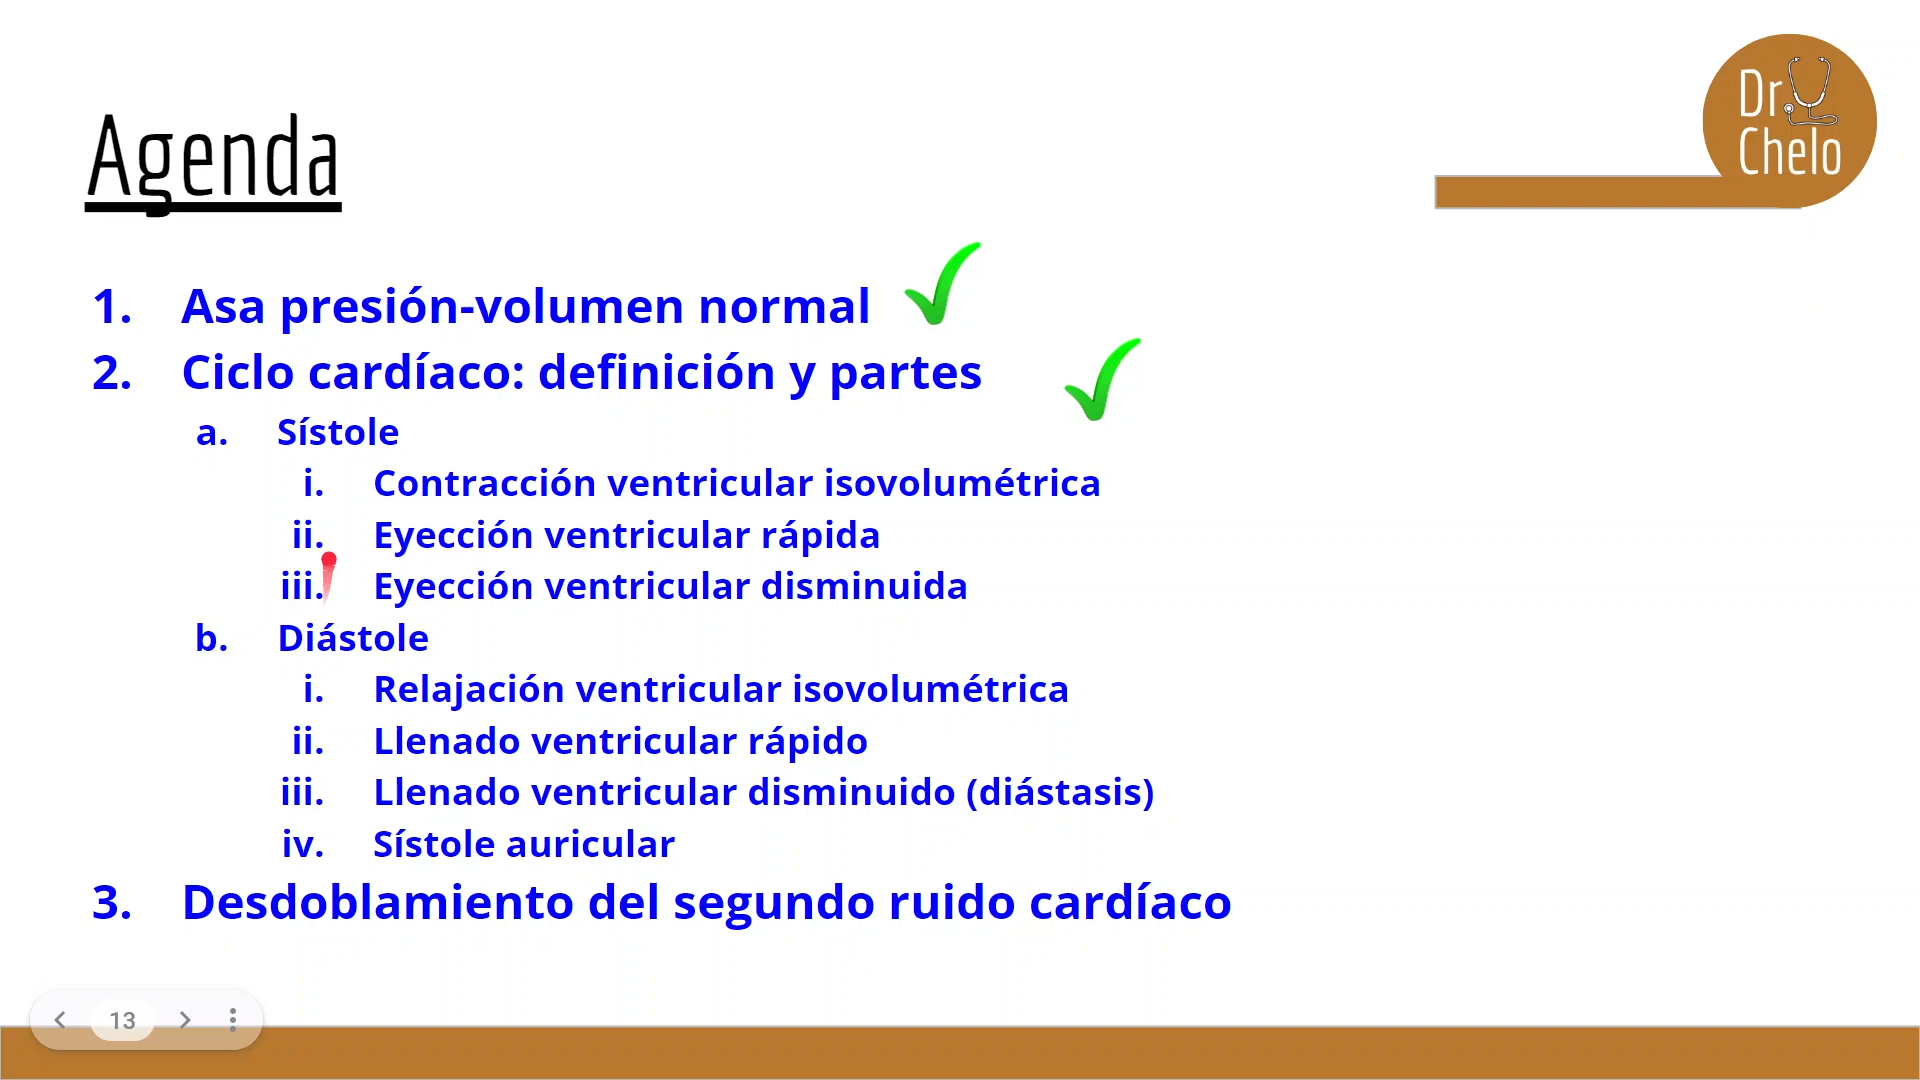 Dr
Chelo
Agenda
1. Asa presión-volumen normal
2. Ciclo cardíaco: definición y partes
a. Sístole
i. Contracción ventricular isovolumétrica
ii. Eyección ventricular rápida
iii. Eyección ventricular disminuida
b. Diástole
i. Relajación ventricular isovolumétrica
ii. Llenado ventricular rápido
iii. Llenado ventricular disminuido (diástasis)
iv. Sístole auricular
3. Desdoblamiento del segundo ruido cardíaco
13